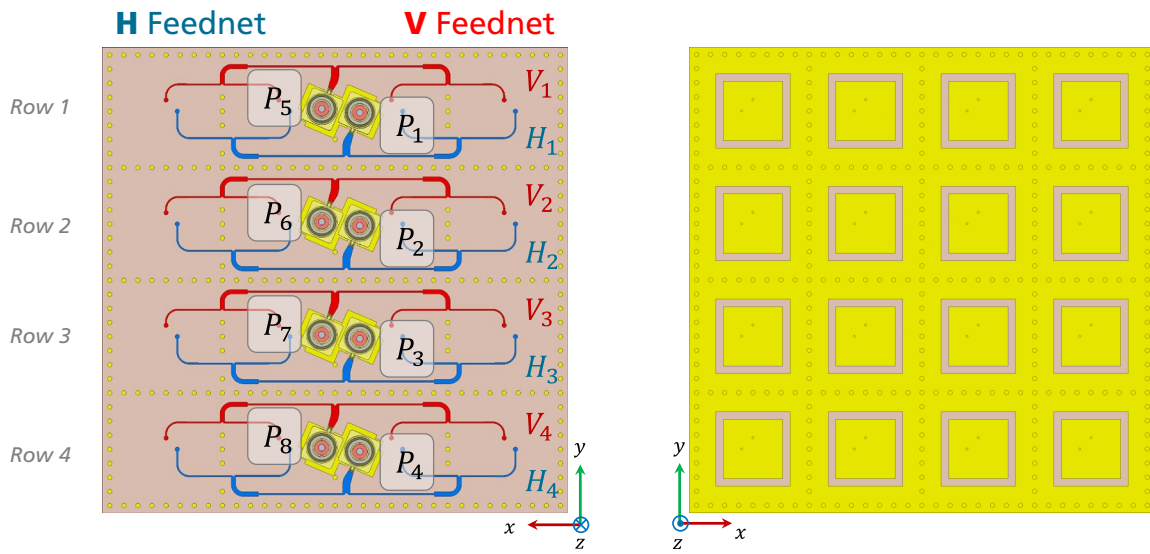 H Feednet
V Feednet
Row 1
P5
V1
P1
H1
Row 2
P6
V2
P2
H2
Row 3
P7
V3
P3
H3
Row 4
P8
V4
P4
H4
y
x
z
y
x
z